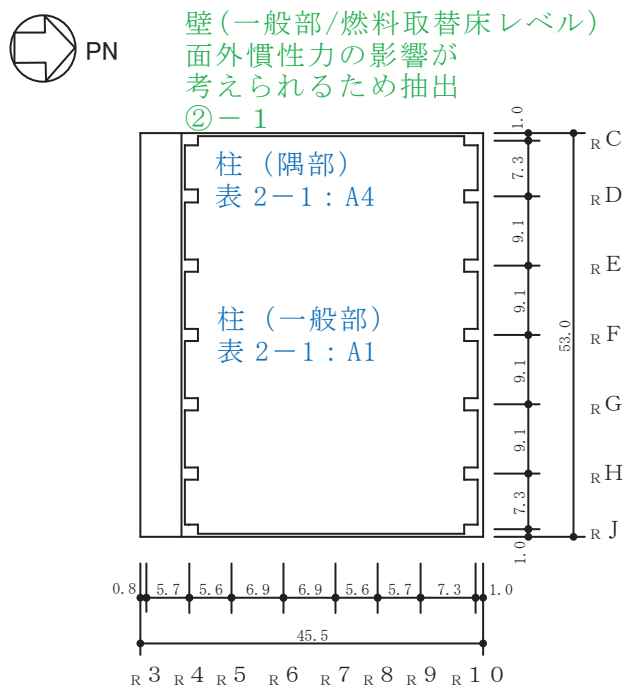 PN
壁(一般部/燃料取替床レベル)
面外慣性力の影響が
考えられるため抽出
②-1
柱(隅部)
表2-1:A4
柱(一般部)
表2-1:A1
1.0
RC
7.3
RD
9.1
RE
9.1
RF
53.0
9.1
RG
9.1
RH
7.3
RJ
1.0
0.8 5.7 5.6 6.9 6.9 5.6 5.7 7.3 1.0
45.5
R3 R4 R5 R6 R7 R8 R9 R10